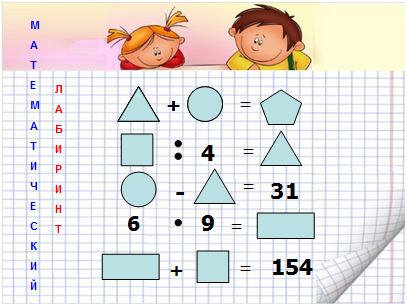 МАТЕМАТИЧЕСКИЙ
ЛАБИРИНТ
+ =
: 4 =
- = 31
6 • 9 =
+ = 154